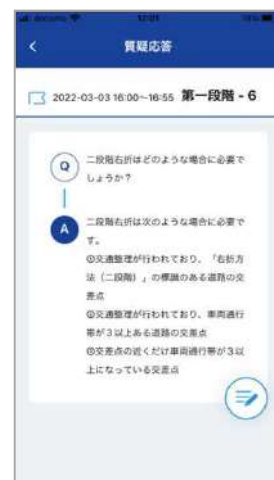 docomo
12:01
質疑応答
2022-03-03 16:00~16:55 第一段階 - 6
Q
二段階右折はどのような場合に必要で
しょうか?
A
二段階右折は次のような場合に必要で
す。
①交通整理が行われており、「右折方
法(二段階)」の標識のある道路の交
差点
②交通整理が行われており、車両通行
帯が3以上ある道路の交差点
③交差点の近くだけ車両通行帯が3以
上になっている交差点